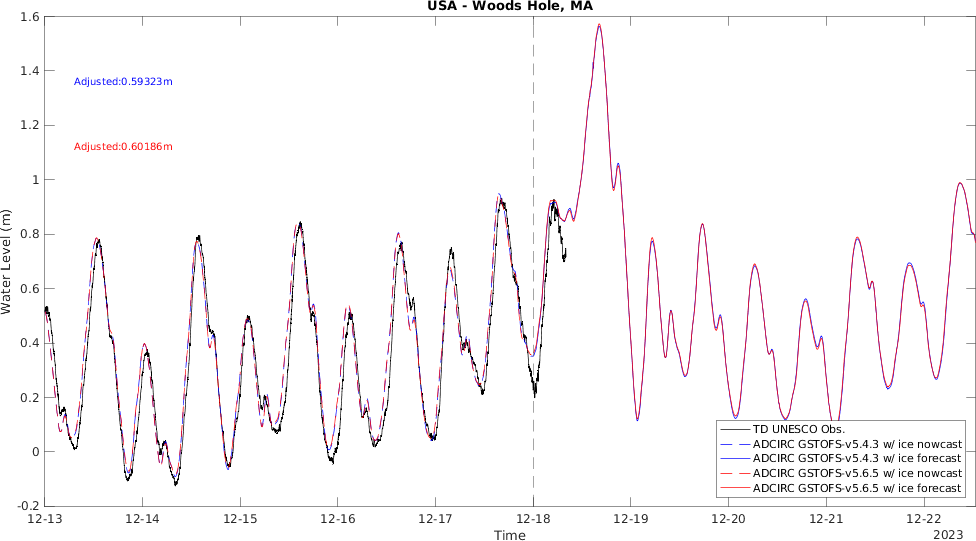 USA - Woods Hole, MA
Water Level (m)
1.6
1.4
1.2
1
0.8
0.6
0.4
0.2
0
-0.2
Adjusted:0.59323m
Adjusted:0.60186m
TD UNESCO Obs.
ADCIRC GSTOFS-v5.4.3 w/ ice nowcast
ADCIRC GSTOFS-v5.4.3 w/ ice forecast
ADCIRC GSTOFS-v5.6.5 w/ ice nowcast
ADCIRC GSTOFS-v5.6.5 w/ ice forecast
12-13 12-14 12-15 12-16 12-17 12-18 12-19 12-20 12-21 12-22
Time
2023